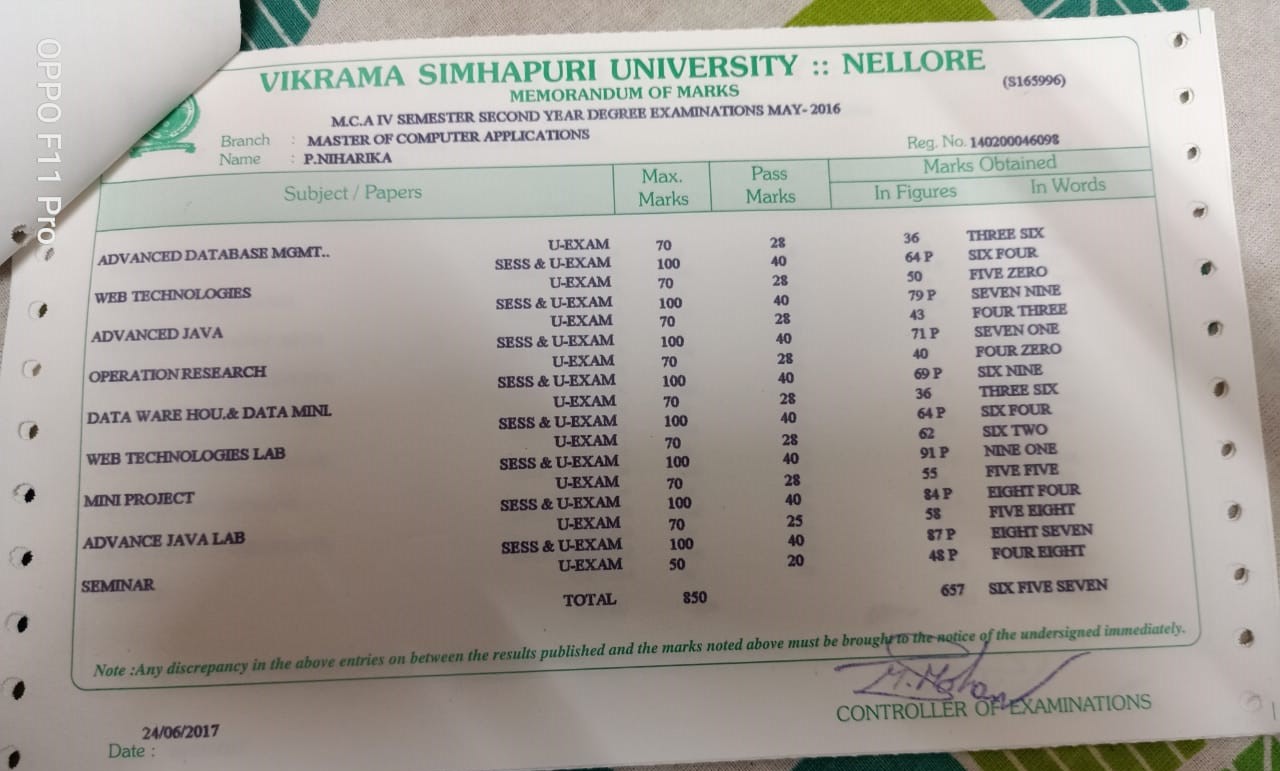 VIKRAMA SIMHAPURI UNIVERSITY :: NELLORE
MEMORANDUM OF MARKS
(S165996)
M.C.A IV SEMESTER SECOND YEAR DEGREE EXAMINATIONS MAY- 2016
Branch : MASTER OF COMPUTER APPLICATIONS
Name : P.NIHARIKA
Reg. No. 140200046098
Subject / Papers Max. Marks Pass Marks Marks Obtained
In Figures In Words
ADVANCED DATABASE MGMT.. U-EXAM 70 28 36 THREE SIX
SESS & U-EXAM 100 40 64 P SIX FOUR
WEB TECHNOLOGIES U-EXAM 70 28 50 FIVE ZERO
SESS & U-EXAM 100 40 79 P SEVEN NINE
ADVANCED JAVA U-EXAM 70 28 43 FOUR THREE
SESS & U-EXAM 100 40 71 P SEVEN ONE
OPERATION RESEARCH U-EXAM 70 28 40 FOUR ZERO
SESS & U-EXAM 100 40 69 P SIX NINE
DATA WARE HOU.& DATA MINI. U-EXAM 70 28 36 THREE SIX
SESS & U-EXAM 100 40 64 P SIX FOUR
WEB TECHNOLOGIES LAB U-EXAM 70 28 62 SIX TWO
SESS & U-EXAM 100 40 91 P NINE ONE
MINI PROJECT U-EXAM 70 28 55 FIVE FIVE
SESS & U-EXAM 100 40 84 P EIGHT FOUR
ADVANCE JAVA LAB U-EXAM 70 25 58 FIVE EIGHT
SESS & U-EXAM 100 40 87 P EIGHT SEVEN
SEMINAR U-EXAM 50 20 48 P FOUR EIGHT
TOTAL 850 657 SIX FIVE SEVEN
Note :Any discrepancy in the above entries on between the results published and the marks noted above must be brought to the notice of the undersigned immediately.
M.Mohan
CONTROLLER OF EXAMINATIONS
24/06/2017
Date :
OPPO F11 Pro